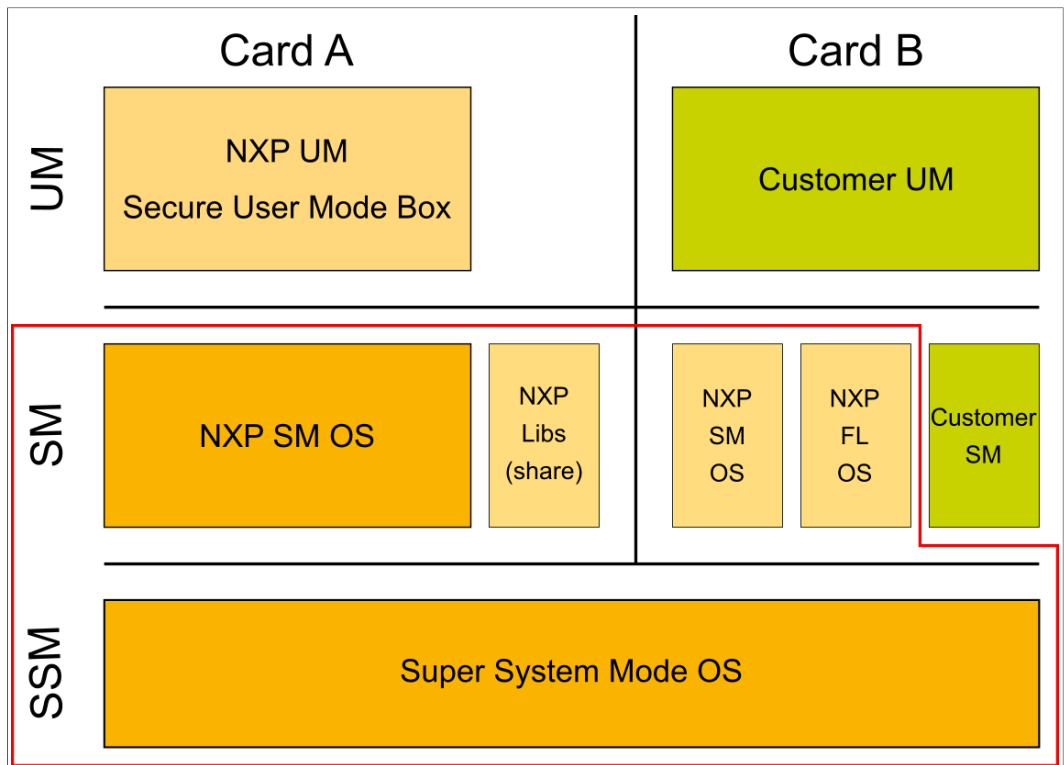 Card A
Card B
UM
NXP UM
Secure User Mode Box
Customer UM
SM
NXP SM OS
NXP
Libs
(share)
NXP
SM
OS
NXP
FL
OS
Customer
SM
SSM
Super System Mode OS